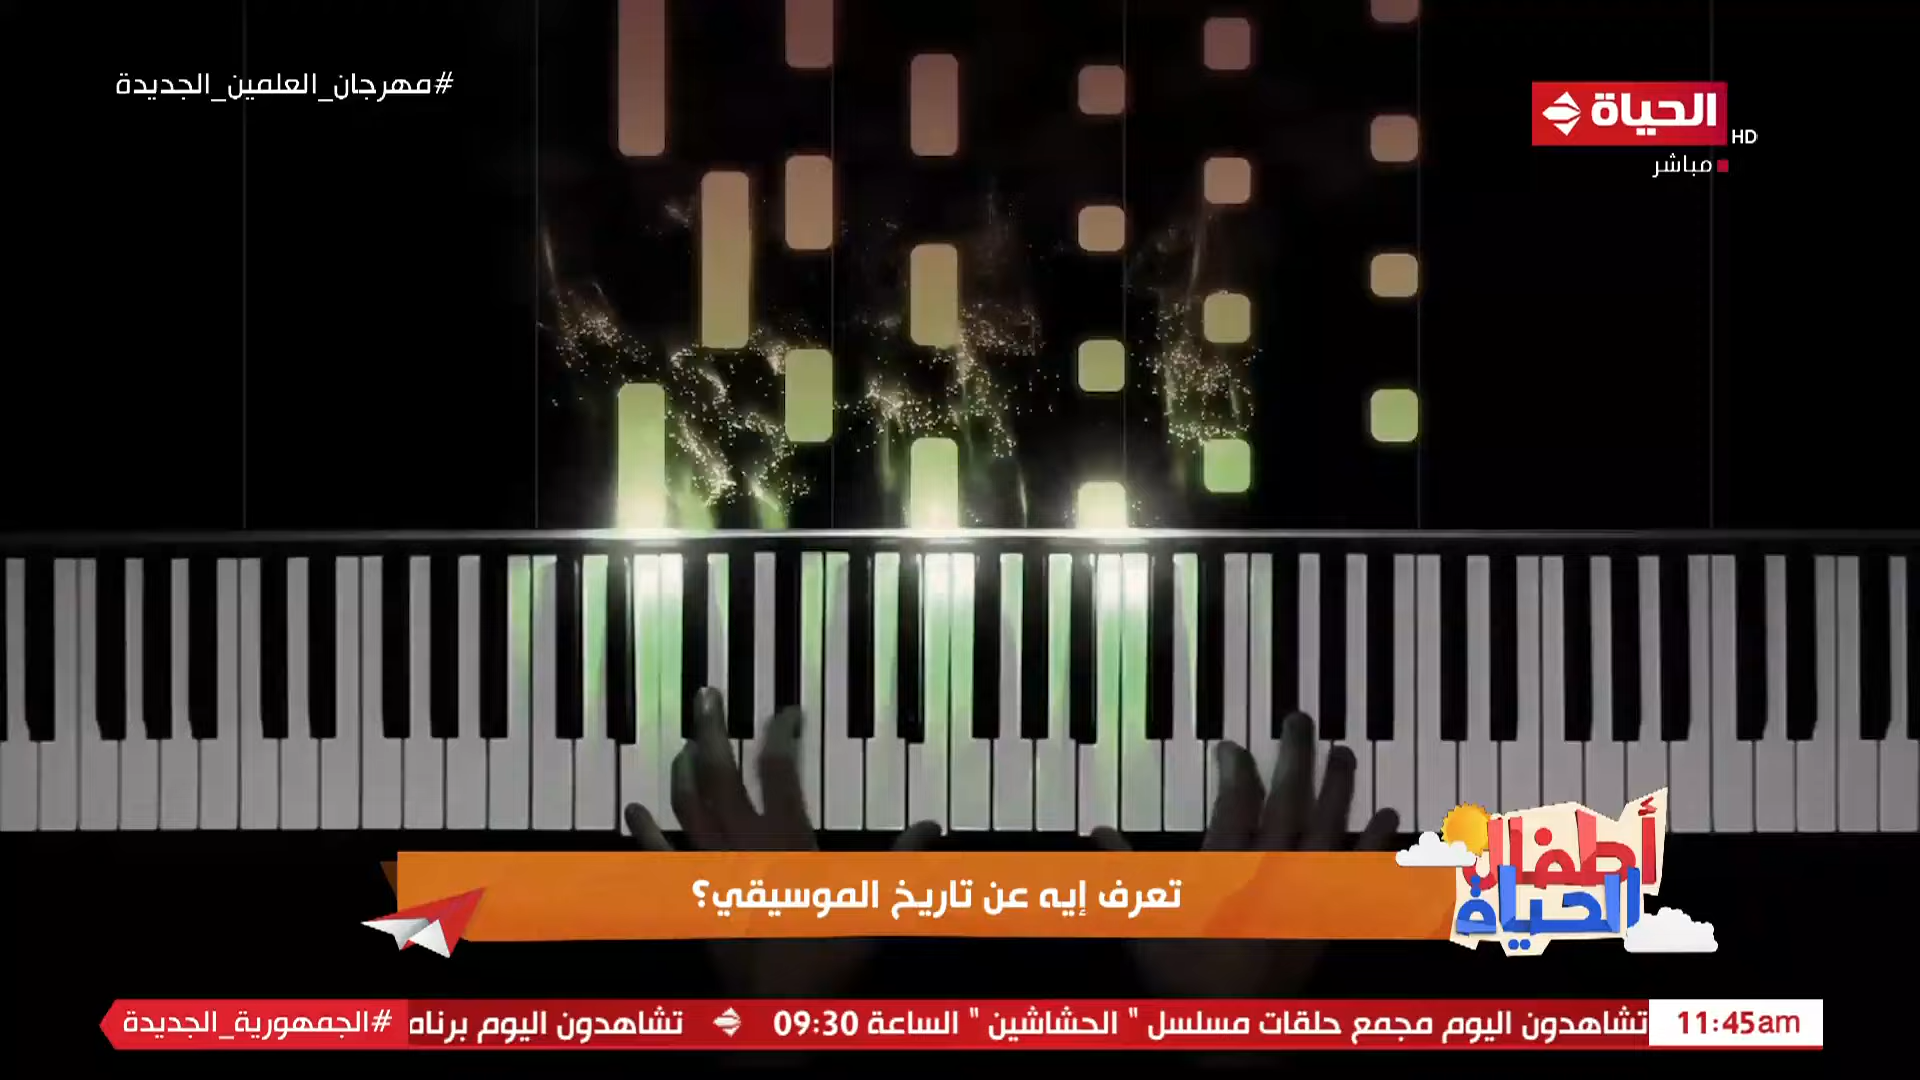 #مهرجان_العلمين_الجديدة
الحياة
HD
مباشر
أطفال
الحياة
تعرف إيه عن تاريخ الموسيقي؟
11:45am
تشاهدون اليوم مجمع حلقات مسلسل " الحشاشين " الساعة 09:30
تشاهدون اليوم برنام
#الجمهورية_الجديدة